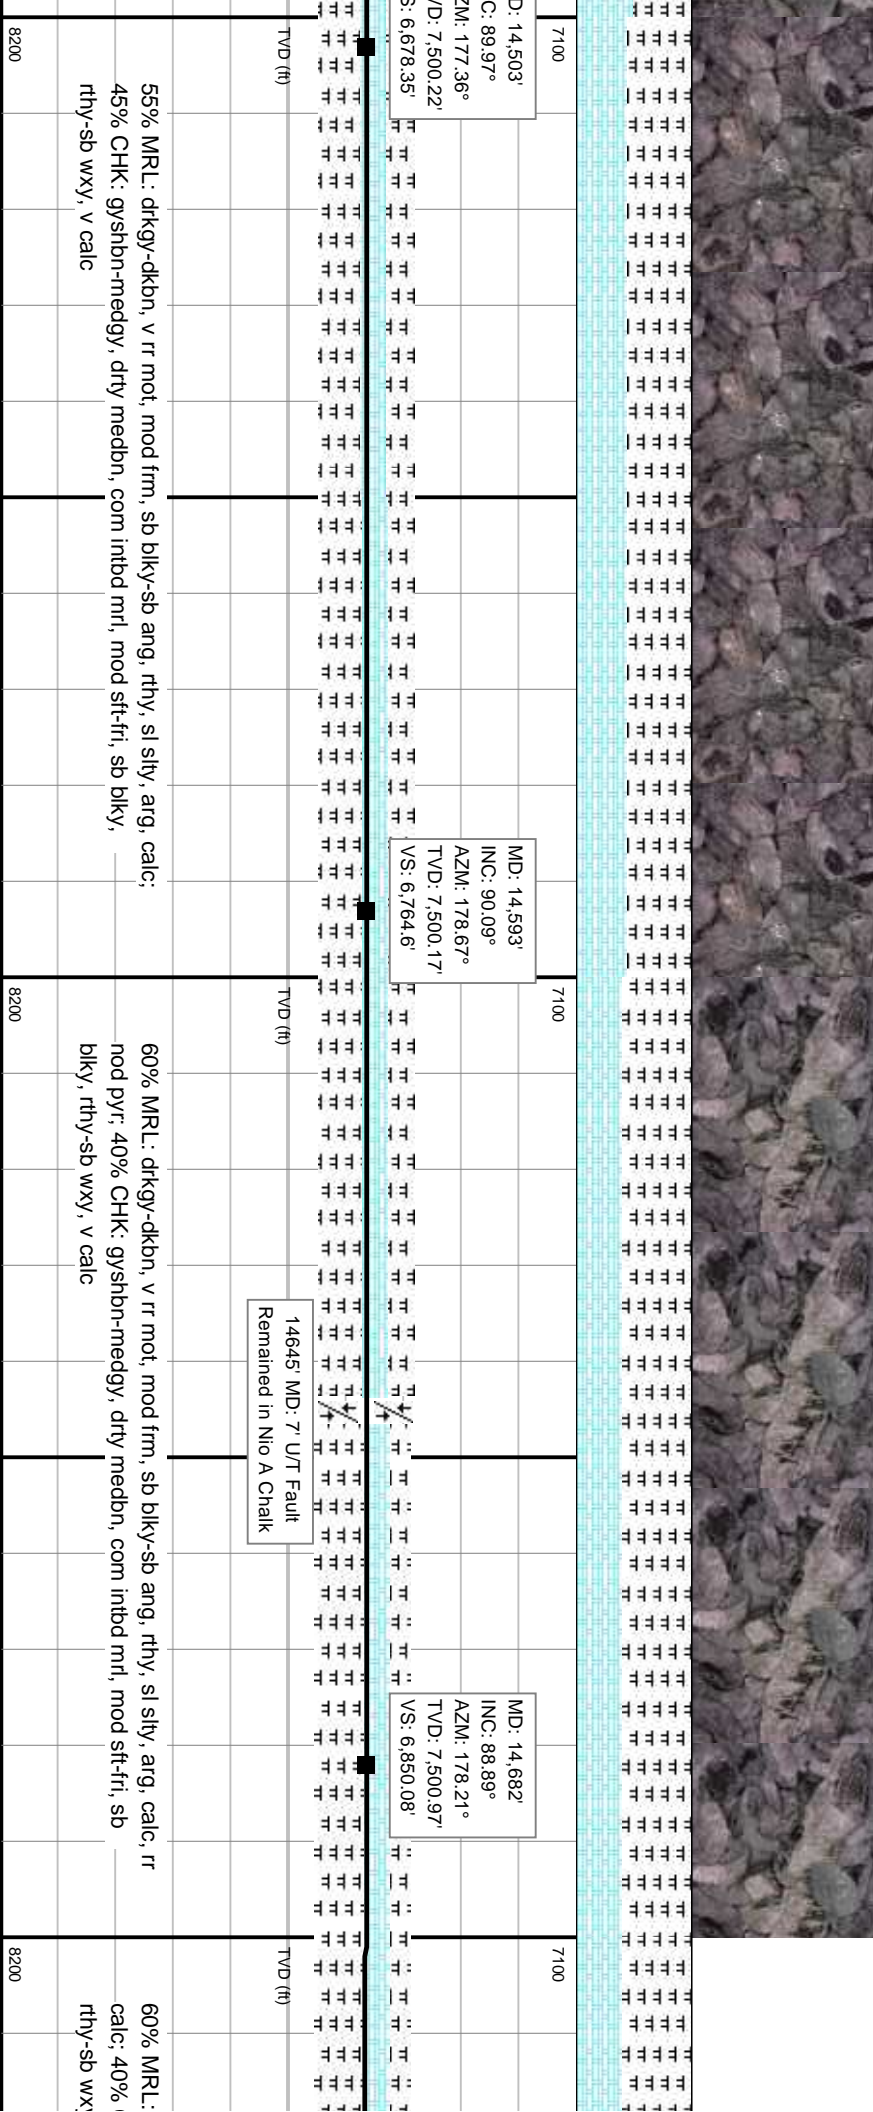 D: 14,503'
C: 89.97°
ZM: 177.36°
VD: 7,500.22'
S: 6,678.35'
7100
TVD (ft)
8200
55% MRL: drkgy-dkbn, v rr mot, mod frm, sb blky-sb ang, rthy, sl slty, arg, calc;
45% CHK: gyshbn-medgy, drty medbn, com intbd mrl, mod sft-fri, sb blky,
rthy-sb wxy, v calc
MD: 14,593'
INC: 90.09°
AZM: 178.67°
TVD: 7,500.17'
VS: 6,764.6'
7100
TVD (ft)
8200
60% MRL: drkgy-dkbn, v rr mot, mod frm, sb blky-sb ang, rthy, sl slty, arg, calc, rr
nod pyr; 40% CHK: gyshbn-medgy, drty medbn, com intbd mrl, mod sft-fri, sb
blky, rthy-sb wxy, v calc
14645' MD: 7' U/T Fault
Remained in Nio A Chalk
MD: 14,682'
INC: 88.89°
AZM: 178.21°
TVD: 7,500.97'
VS: 6,850.08'
7100
TVD (ft)
8200
60% MRL:
calc; 40%
rthy-sb wxy